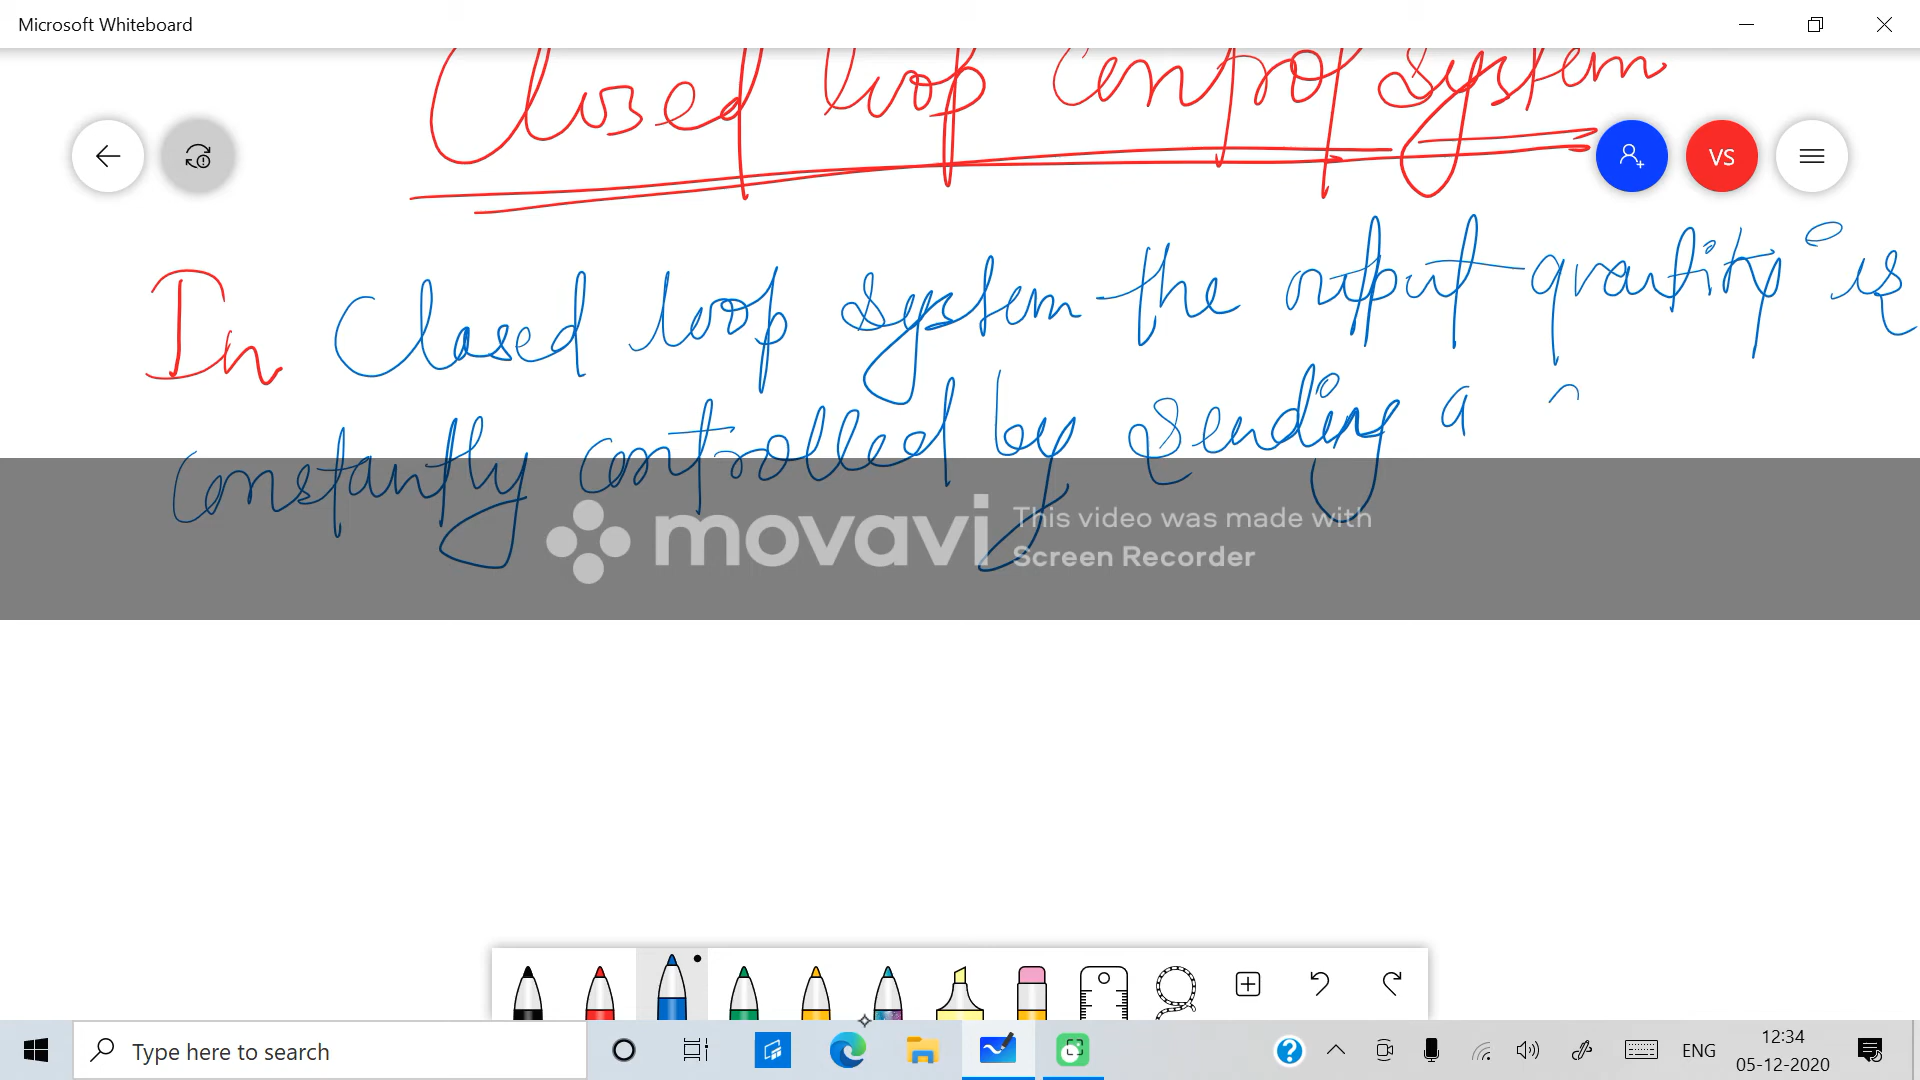 Microsoft Whiteboard
Closed loop control system
VS
In Closed loop system the output quantity is
constantly controlled by sending a
movavi
This video was made with
Screen Recorder
Type here to search
ENG
12:34
05-12-2020